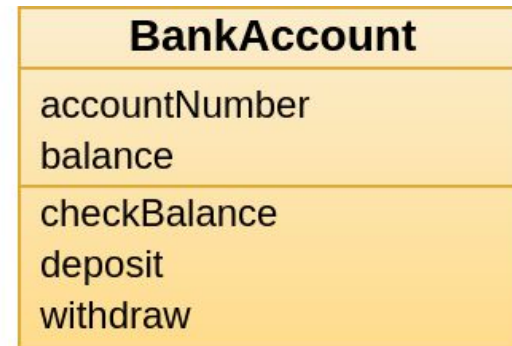 BankAccount
accountNumber
balance
checkBalance
deposit
withdraw